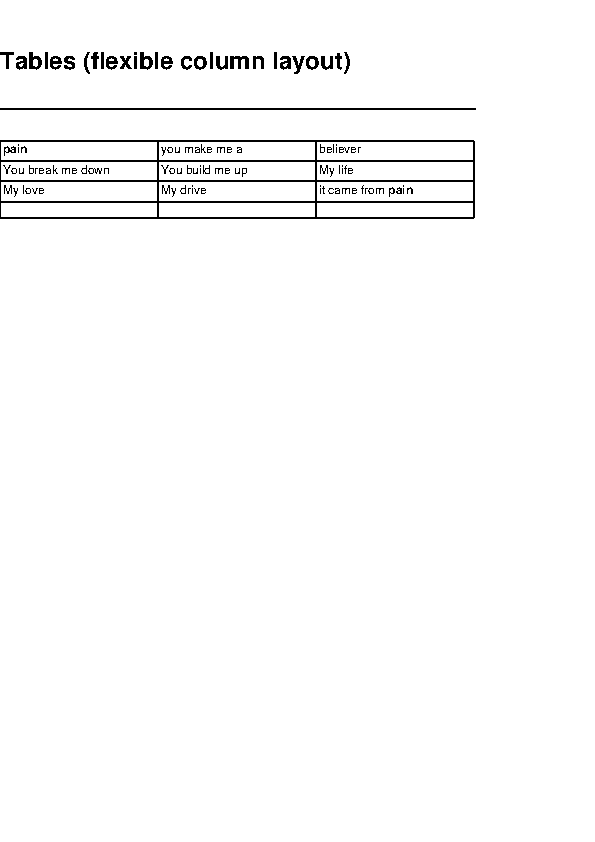 Tables (flexible column layout)
pain you make me a believer
You break me down You build me up My life
My love My drive it came from pain